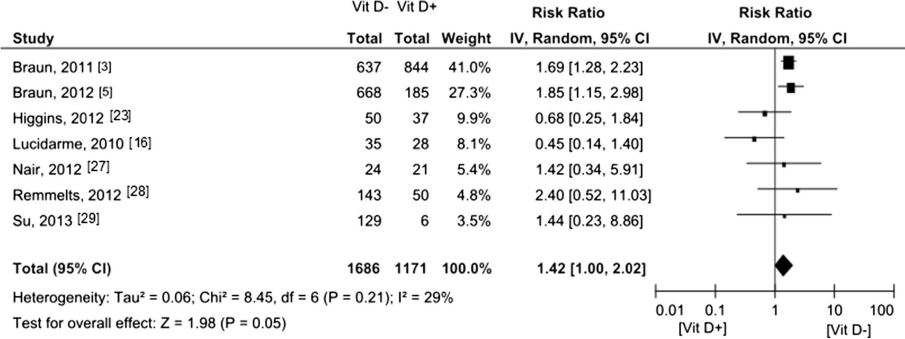 Vit D- Vit D+ Risk Ratio Risk Ratio
Study Total Total Weight IV, Random, 95% CI IV, Random, 95% CI
Braun, 2011 [3] 637 844 41.0% 1.69 [1.28, 2.23]
Braun, 2012 [5] 668 185 27.3% 1.85 [1.15, 2.98]
Higgins, 2012 [23] 50 37 9.9% 0.68 [0.25, 1.84]
Lucidarme, 2010 [16] 35 28 8.1% 0.45 [0.14, 1.40]
Nair, 2012 [27] 24 21 5.4% 1.42 [0.34, 5.91]
Remmelts, 2012 [28] 143 50 4.8% 2.40 [0.52, 11.03]
Su, 2013 [29] 129 6 3.5% 1.44 [0.23, 8.86]
Total (95% CI) 1686 1171 100.0% 1.42 [1.00, 2.02]
Heterogeneity: Tau² = 0.06; Chi² = 8.45, df = 6 (P = 0.21); I² = 29%
Test for overall effect: Z = 1.98 (P = 0.05)
0.01 0.1 1 10 100
[Vit D+] [Vit D-]